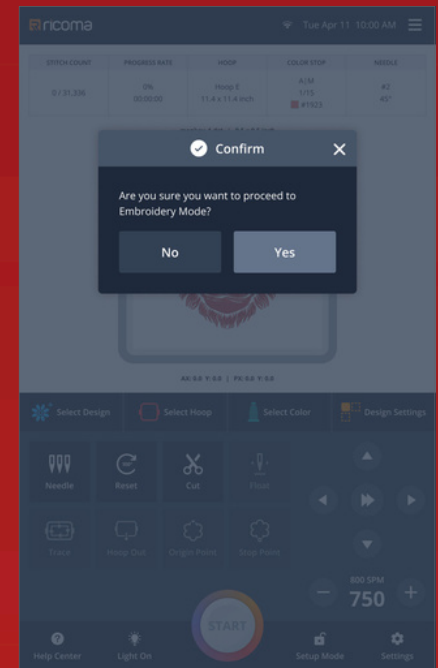 ricoma
Tue Apr 11 10:00 AM
STITCH COUNT
PROGRESS RATE
HOOP
COLOR STOP
NEEDLE
0 / 31,336
0%
00:00:00
Hoop E
11.4 x 11.4 inch
A|M
1/15
#1923
#2
45°
Confirm
Are you sure you want to proceed to
Embroidery Mode?
No
Yes
Select Design
Select Hoop
Select Color
Design Settings
Needle
Reset
Cut
Float
Trace
Hoop Out
Origin Point
Stop Point
800 SPM
750
START
Help Center
Light On
Setup Mode
Settings